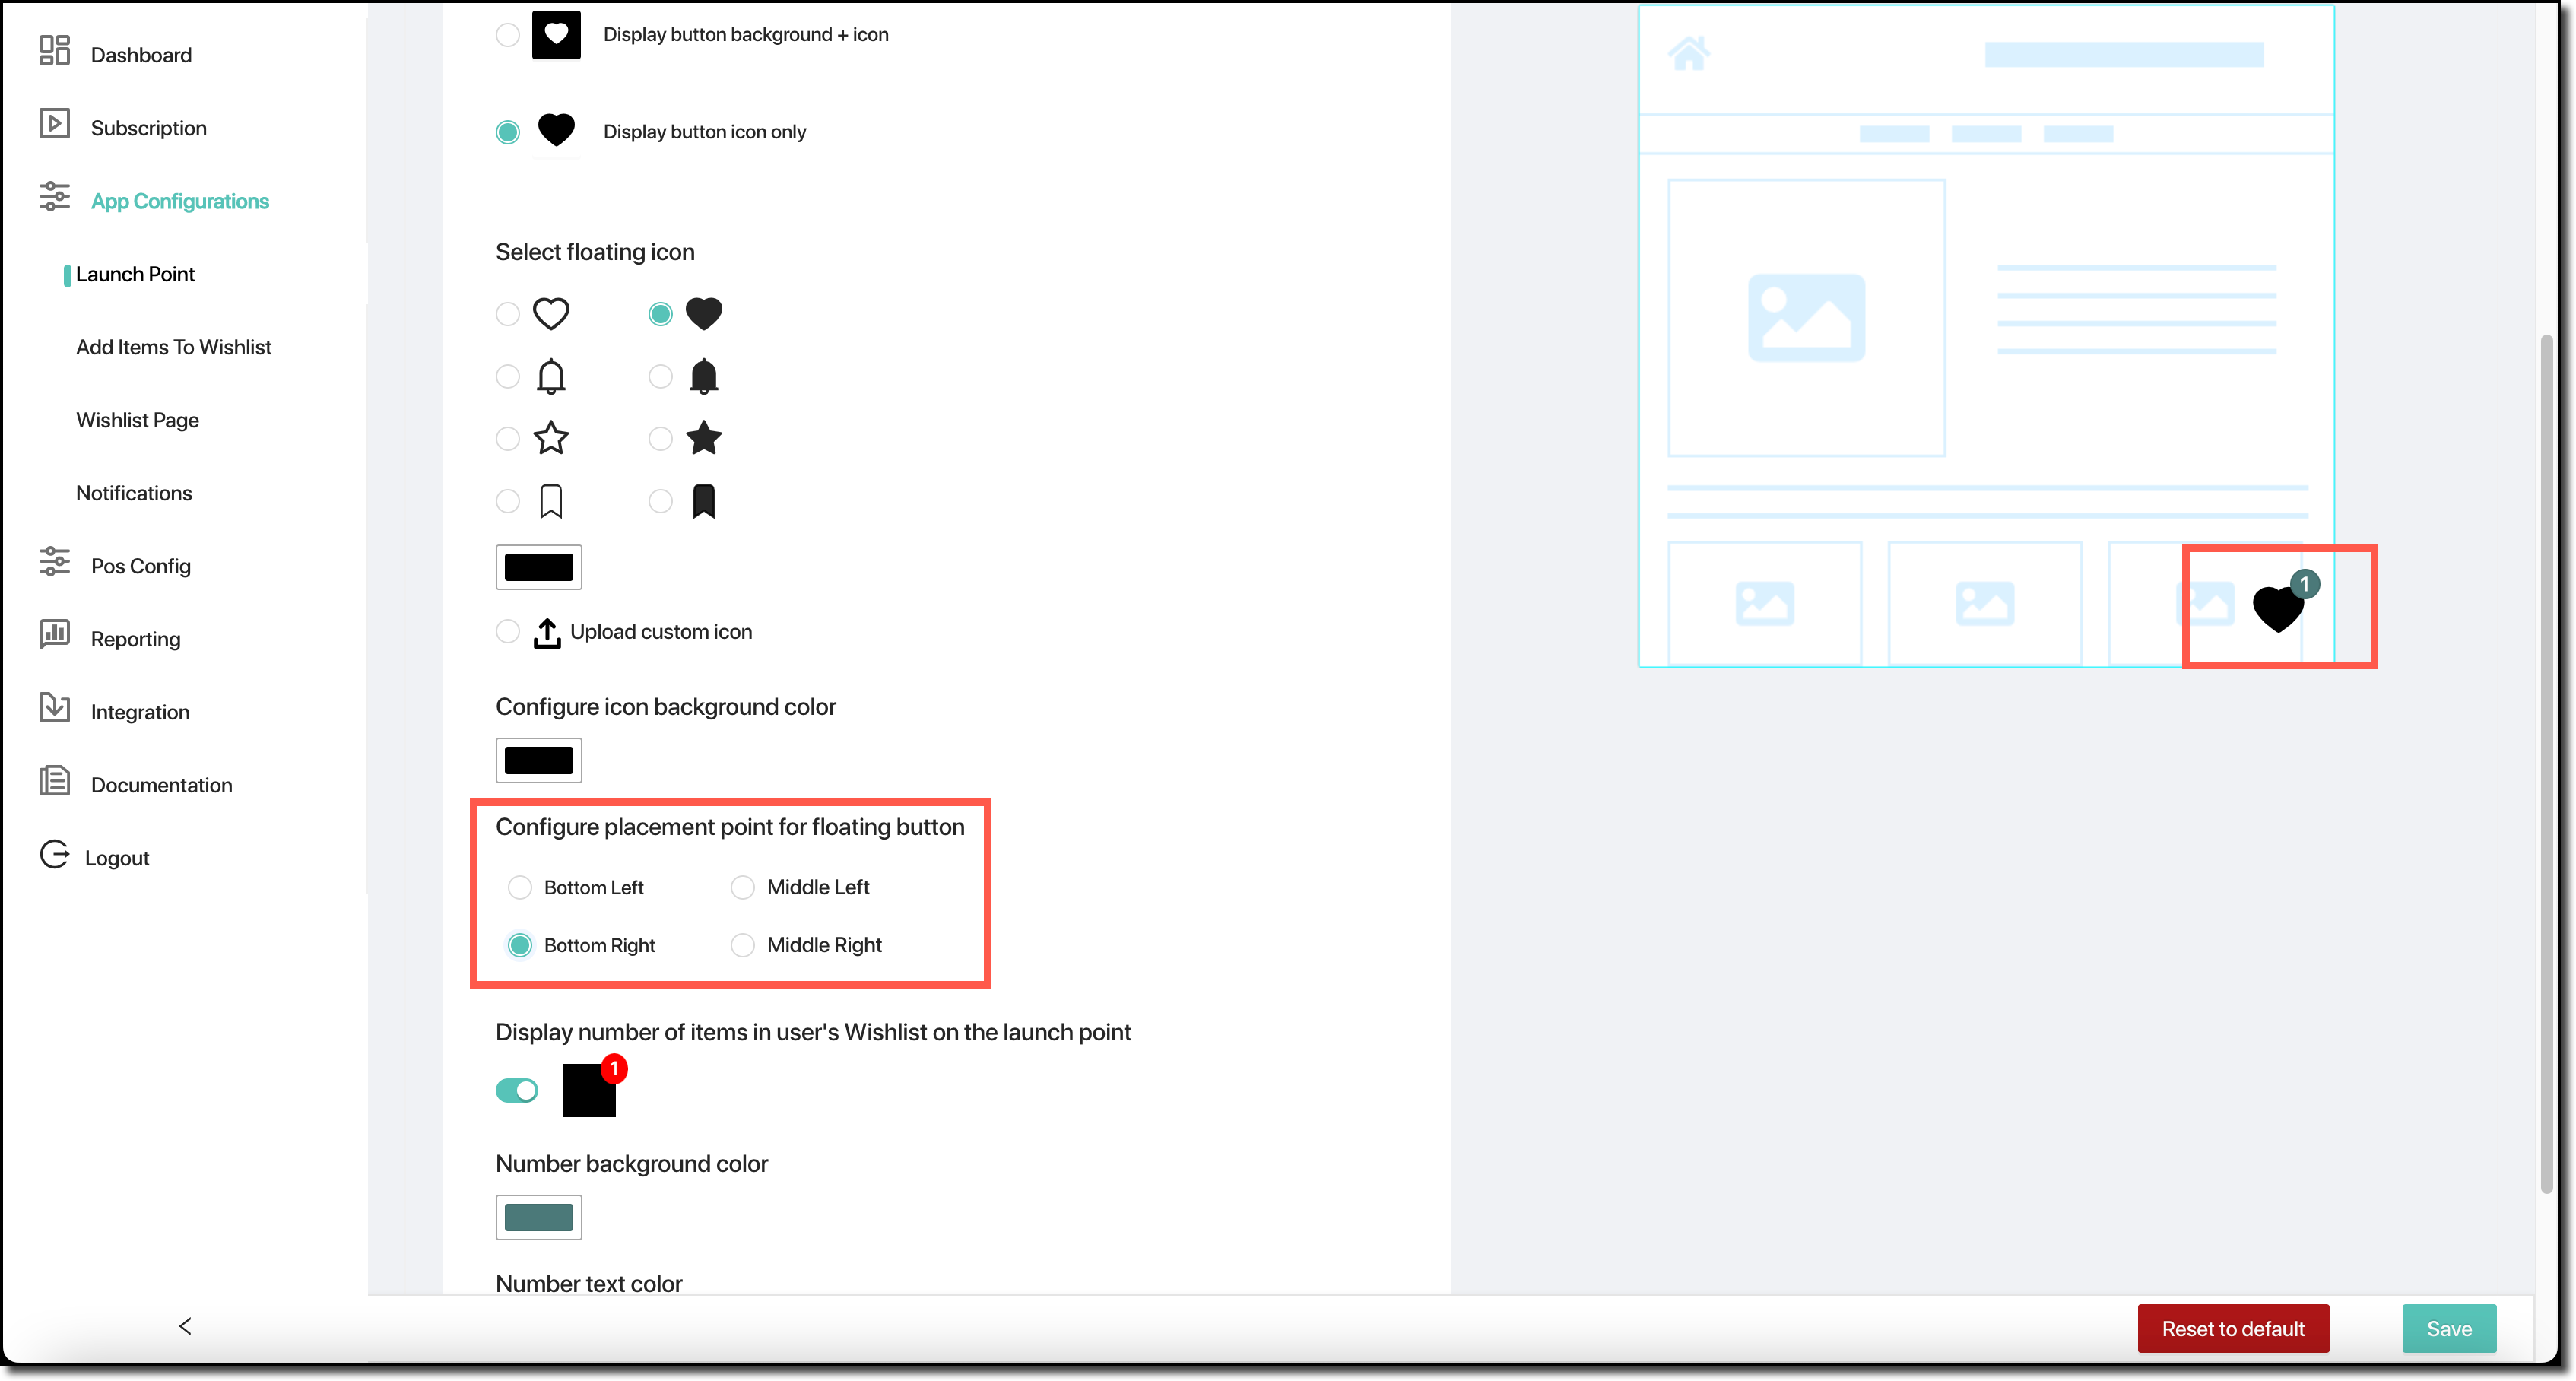 Dashboard
Subscription
App Configurations
Launch Point
Add Items To Wishlist
Wishlist Page
Notifications
Pos Config
Reporting
Integration
Documentation
Logout
Display button background + icon
Display button icon only
Select floating icon
Upload custom icon
Configure icon background color
Configure placement point for floating button
Bottom Left Middle Left
Bottom Right Middle Right
Display number of items in user's Wishlist on the launch point
1
Number background color
Number text color
1
Reset to default Save